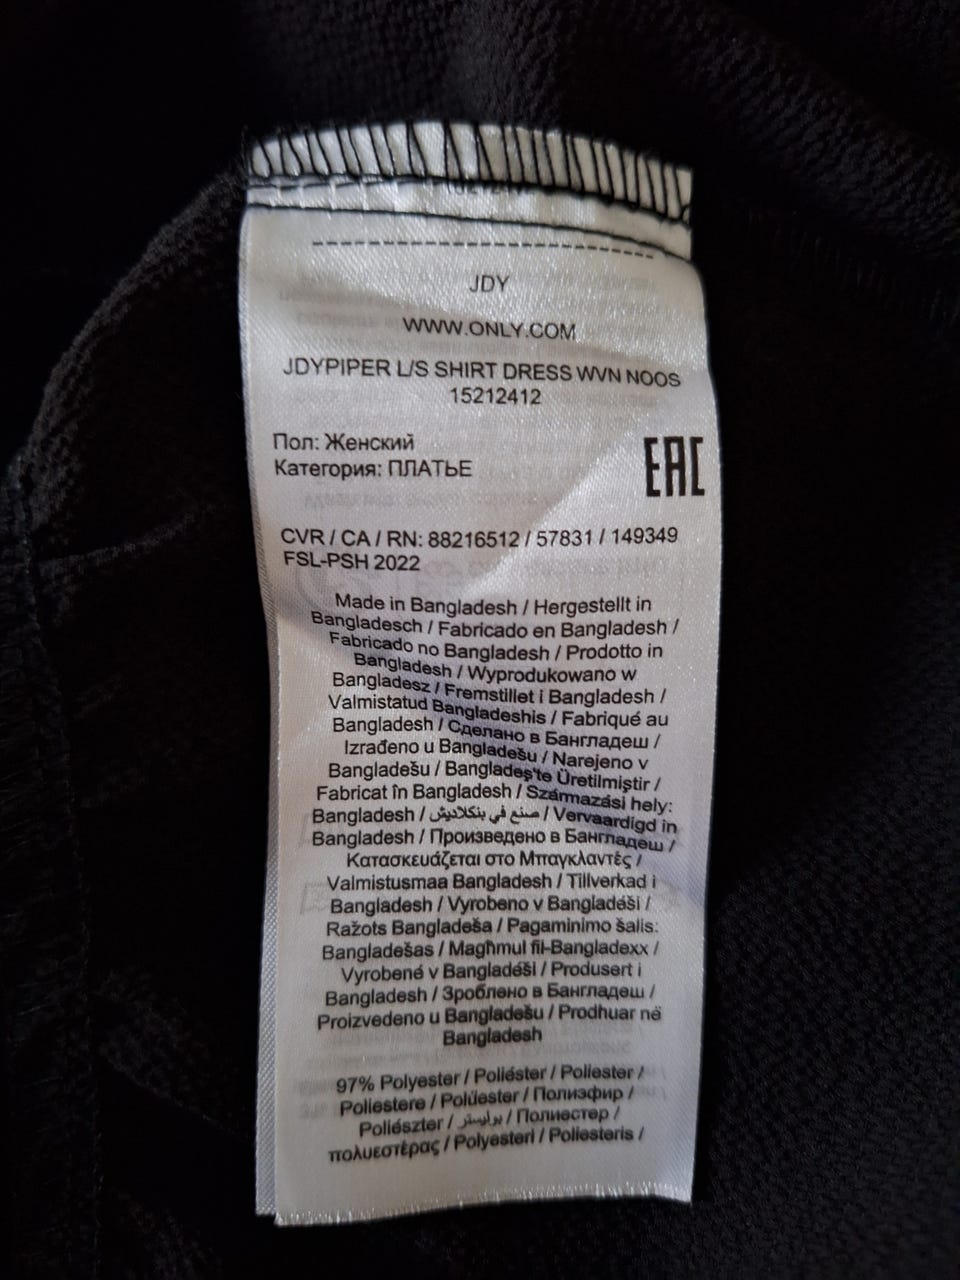 JDY
WWW.ONLY.COM
JDYPIPER L/S SHIRT DRESS WVN NOOS
15212412
Пол: Женский
Категория: ПЛАТЬЕ
EAC
CVR / CA / RN: 88216512 / 57831 / 149349
FSL-PSH 2022
Made in Bangladesh / Hergestellt in
Bangladesch / Fabricado en Bangladesh /
Fabricado no Bangladesh / Prodotto in
Bangladesh / Wyprodukowano w
Bangladesz / Fremstillet i Bangladesh /
Valmistatud Bangladeshis / Fabriqué au
Bangladesh / Сделано в Бангладеш /
Izrađeno u Bangladešu / Narejeno v
Bangladešu / Bangladeş'te Üretilmiştir /
Fabricat în Bangladesh / Származási hely:
Bangladesh / صنع في بنكلاديش / Vervaardigd in
Bangladesh / Произведено в Бангладеш /
Κατασκευάζεται στο Μπαγκλαντές /
Valmistusmaa Bangladesh / Tillverkad i
Bangladesh / Vyrobeno v Bangladéši /
Ražots Bangladeša / Pagaminimo šalis:
Bangladešas / Magħmul fil-Bangladexx /
Vyrobené v Bangladéši / Produsert i
Bangladesh / Зроблено в Бангладеш /
Proizvedeno u Bangladešu / Prodhuar në
Bangladesh
97% Polyester / Poliéster / Poliester /
Poliestere / Polüester / Полиэфир /
Poliészter / بوليستر / Полиестер /
πολυεστέρας / Polyesteri / Poliesteris /